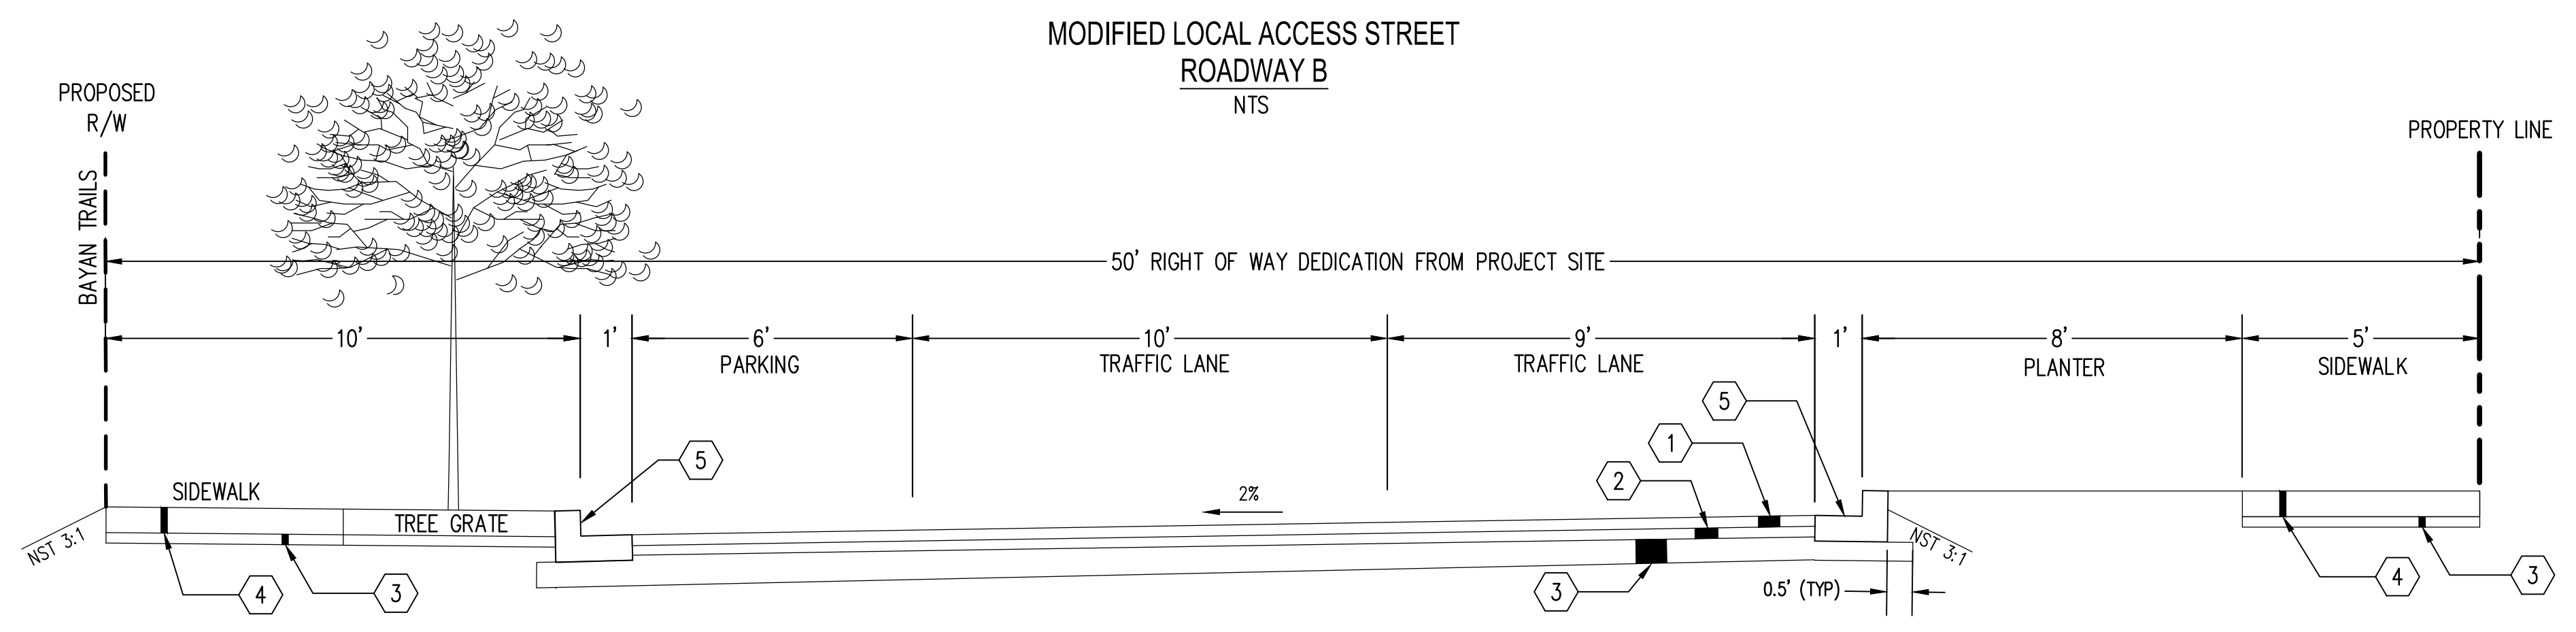 MODIFIED LOCAL ACCESS STREET
ROADWAY B
NTS
PROPOSED
R/W
PROPERTY LINE
BAYAN TRAILS
50' RIGHT OF WAY DEDICATION FROM PROJECT SITE
10' 1' 6' 10' 9' 1' 8' 5'
PARKING TRAFFIC LANE TRAFFIC LANE PLANTER SIDEWALK
5
1
5
2
SIDEWALK
2%
TREE GRATE
NST 3:1
NST 3:1
4 3 3 0.5' (TYP) 4 3